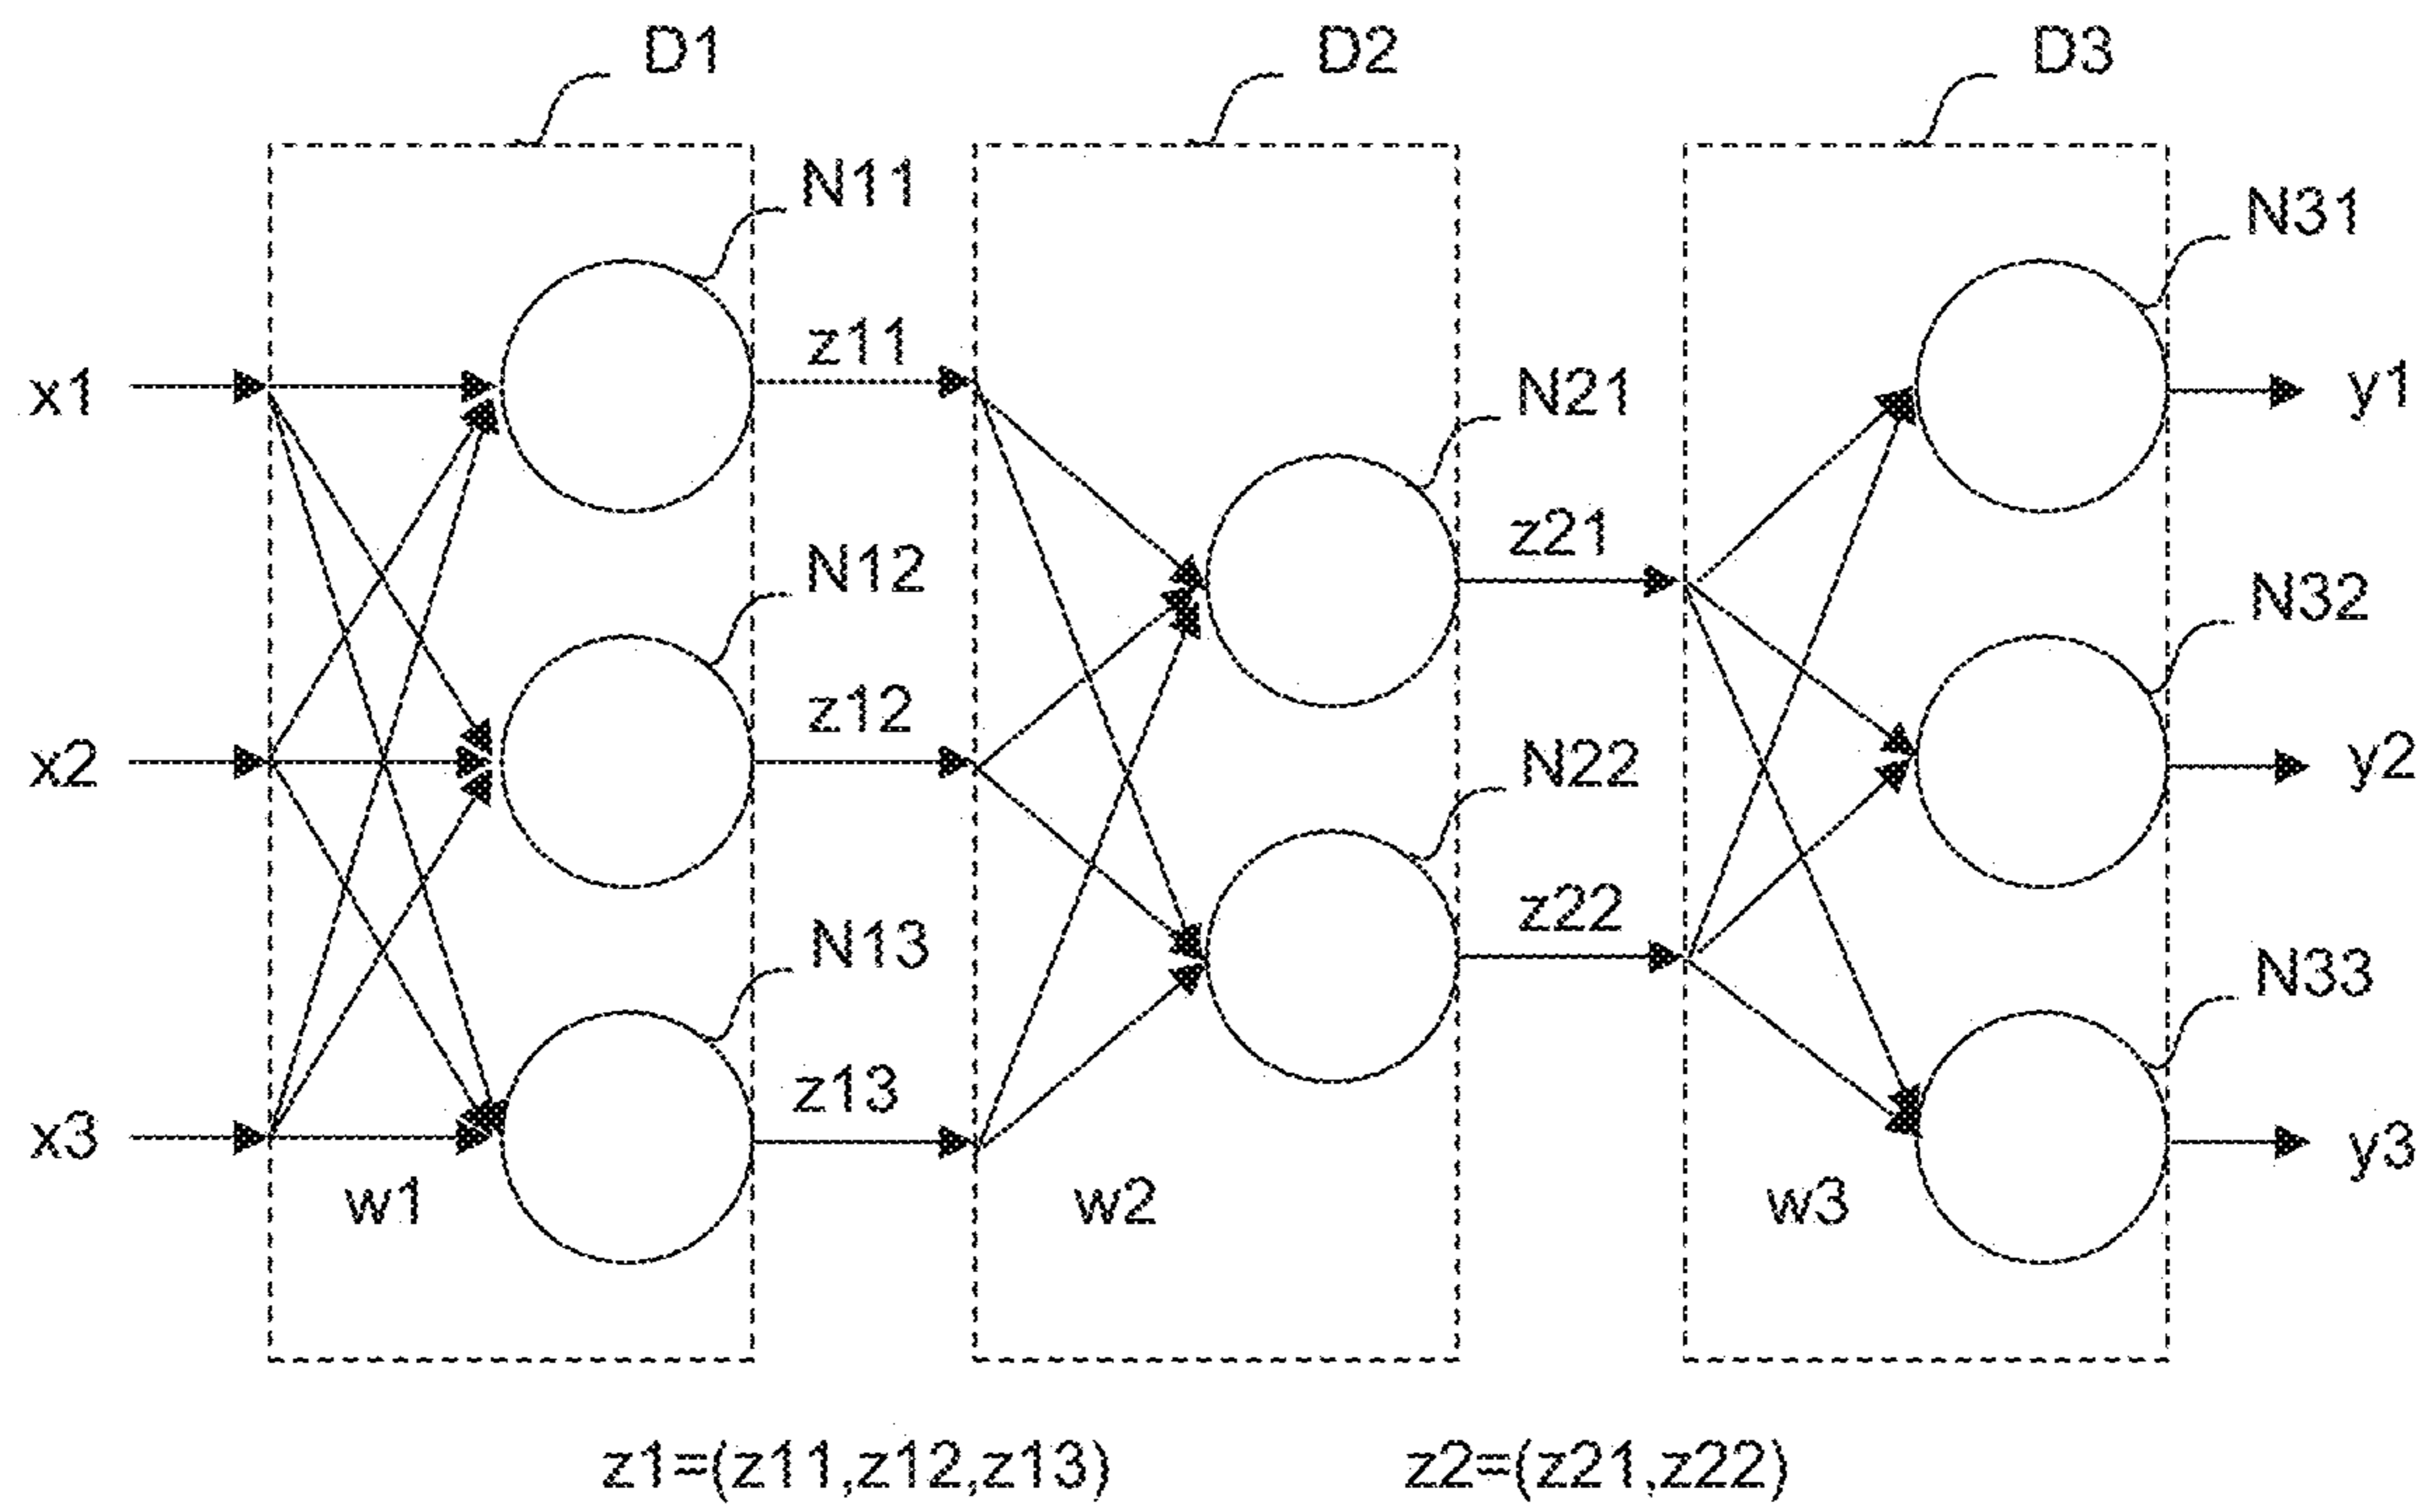 D1 D2 D3
N11
N31
z11
x1 N21 y1
z21
N12 N32
z12
x2 N22 y2
z22
N13 N33
z13
x3 y3
w1 w2 w3
z1=(z11,z12,z13) z2=(z21,z22)